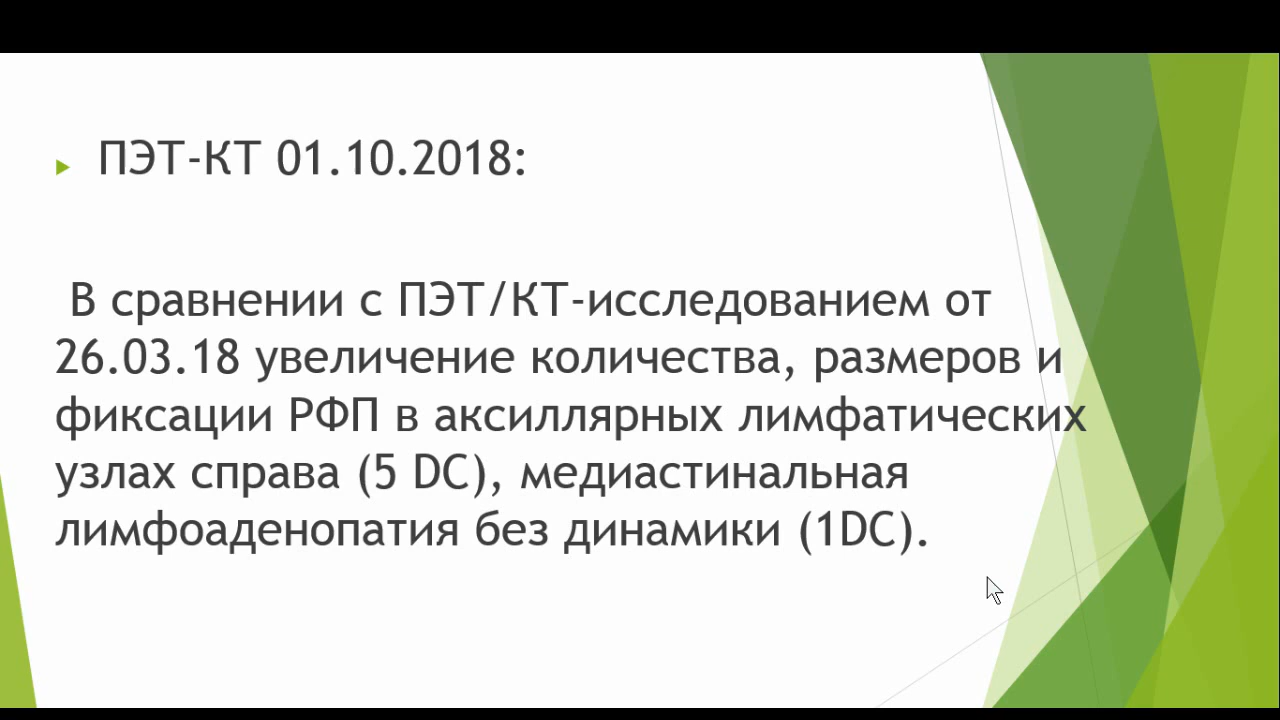 ПЭТ-КТ 01.10.2018:
В сравнении с ПЭТ/КТ-исследованием от
26.03.18 увеличение количества, размеров и
фиксации РФП в аксиллярных лимфатических
узлах справа (5 DC), медиастинальная
лимфоаденопатия без динамики (1DC).